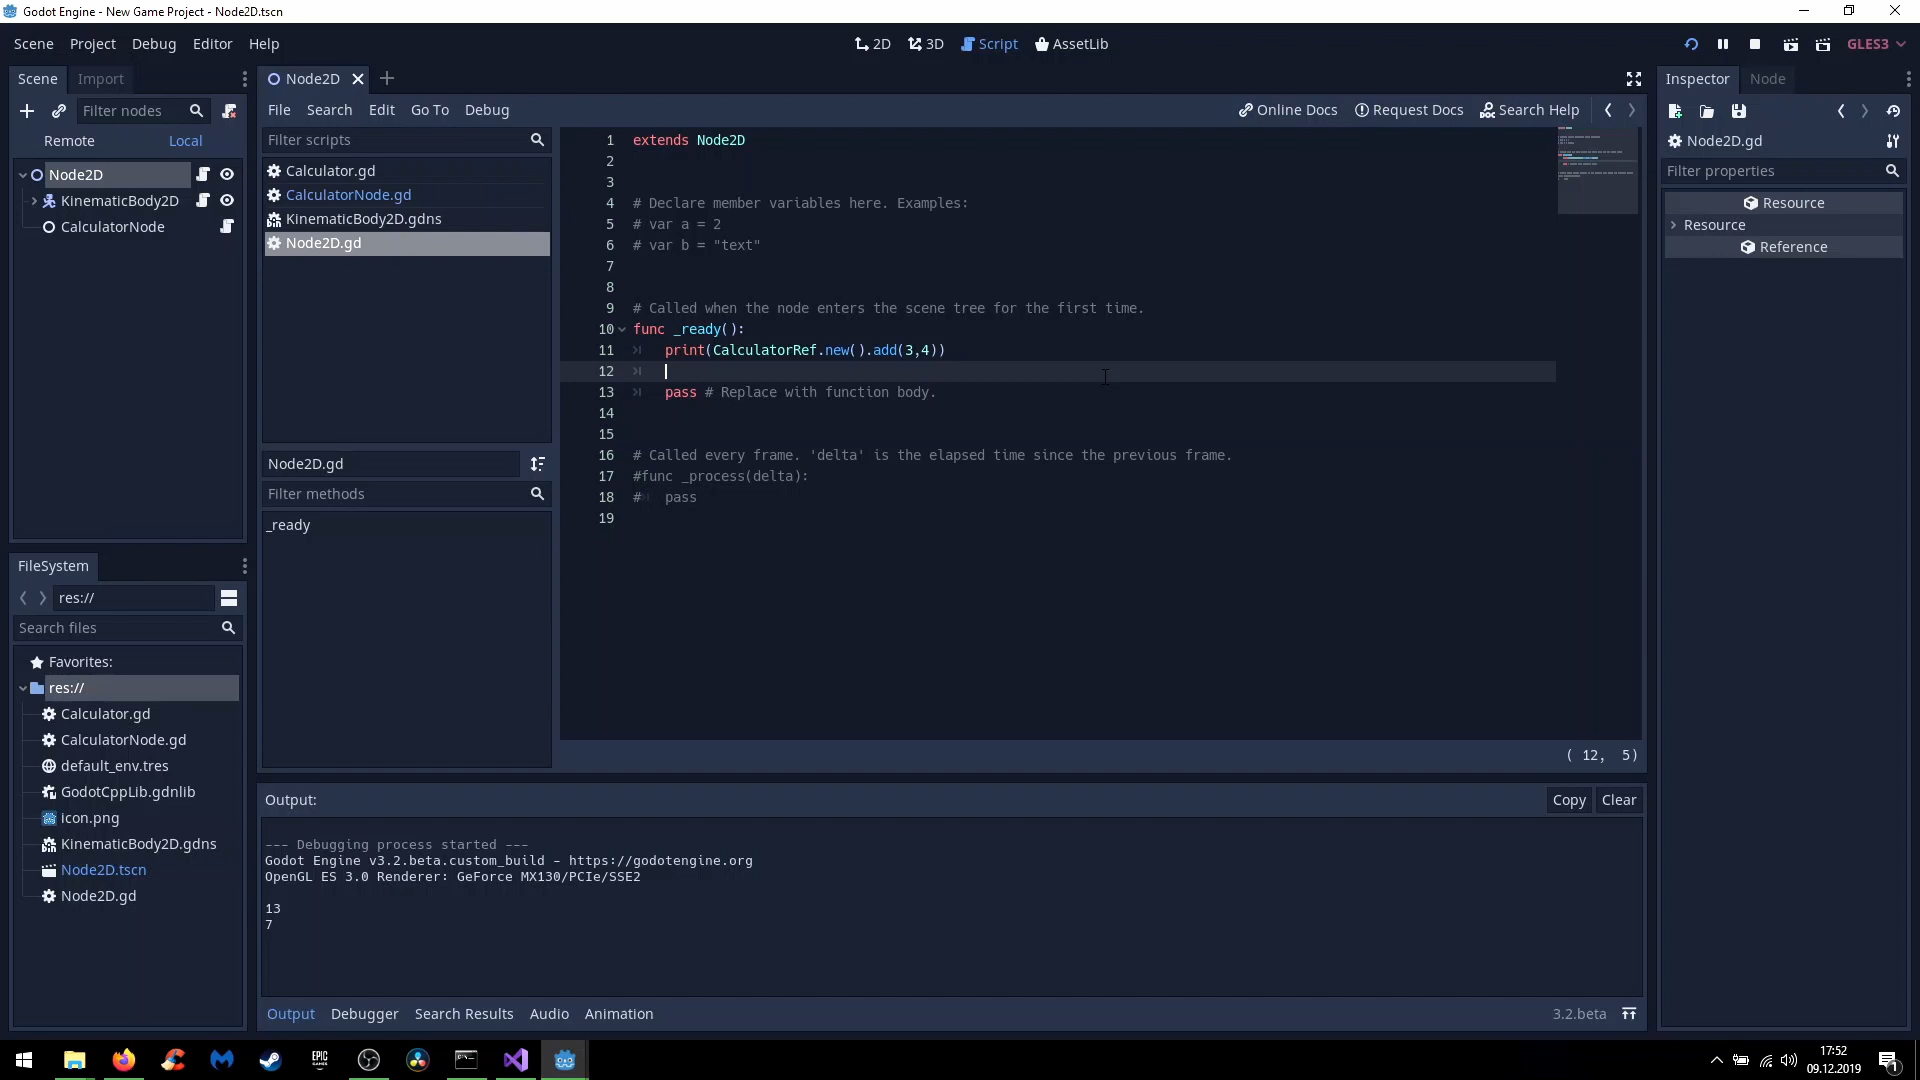 Godot Engine - New Game Project - Node2D.tscn
Scene Project Debug Editor Help
2D 3D Script AssetLib
GLES3
Scene Import
Filter nodes
Remote Local
Node2D
KinematicBody2D
CalculatorNode
FileSystem
res://
Search files
Favorites:
res://
Calculator.gd
CalculatorNode.gd
default_env.tres
GodotCppLib.gdnlib
icon.png
KinematicBody2D.gdns
Node2D.tscn
Node2D.gd
Node2D
File Search Edit Go To Debug
Online Docs Request Docs Search Help
Filter scripts
Calculator.gd
CalculatorNode.gd
KinematicBody2D.gdns
Node2D.gd
Node2D.gd
Filter methods
_ready
1 extends Node2D
2
3
4 # Declare member variables here. Examples:
5 # var a = 2
6 # var b = "text"
7
8
9 # Called when the node enters the scene tree for the first time.
10 func _ready():
11 print(CalculatorRef.new().add(3,4))
12
13 pass # Replace with function body.
14
15
16 # Called every frame. 'delta' is the elapsed time since the previous frame.
17 #func _process(delta):
18 # pass
19
( 12, 5)
Output:
Copy Clear
--- Debugging process started ---
Godot Engine v3.2.beta.custom_build - https://godotengine.org
OpenGL ES 3.0 Renderer: GeForce MX130/PCIe/SSE2
13
7
Output Debugger Search Results Audio Animation
3.2.beta
Inspector Node
Node2D.gd
Filter properties
Resource
Resource
Reference
EPIC
GAMES
17:52
09.12.2019
1